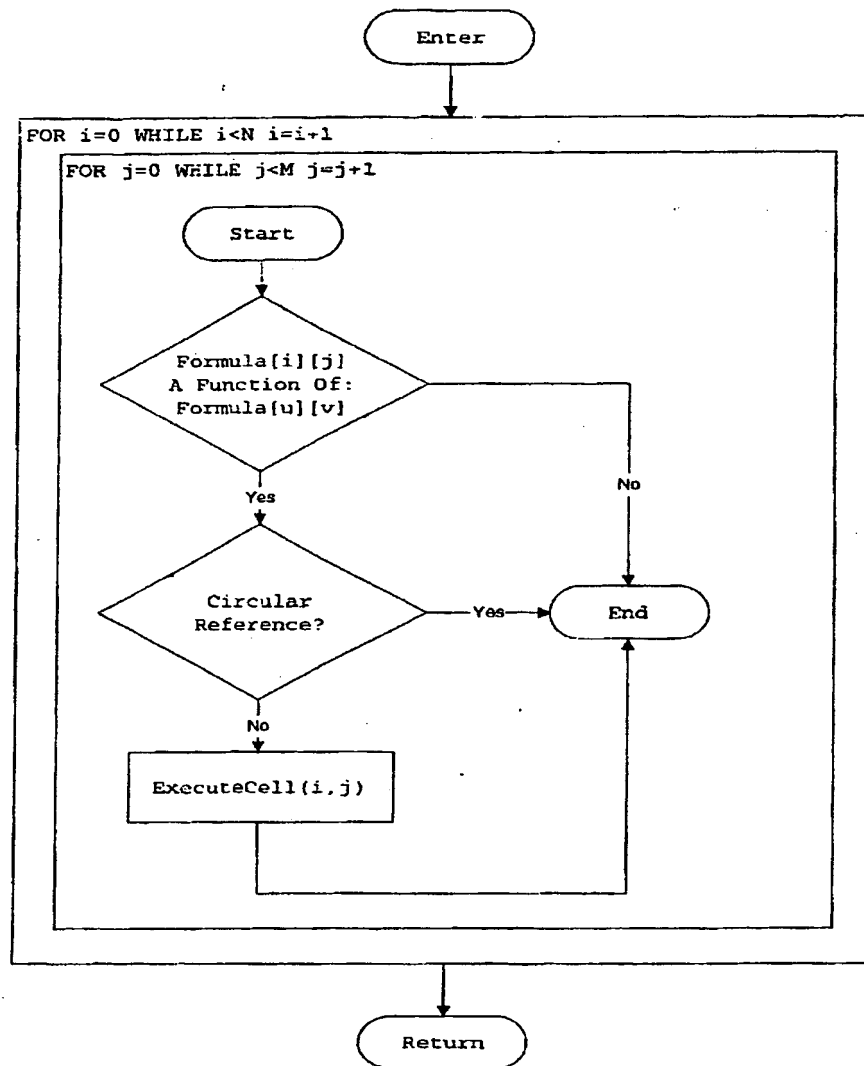 Enter
FOR i=0 WHILE i<N i=i+1
FOR j=0 WHILE j<M j=j+1
Start
Formula[i][j]
A Function Of:
Formula[u][v]
No
Yes
Circular
Reference?
Yes
End
No
ExecuteCell(i,j)
Return